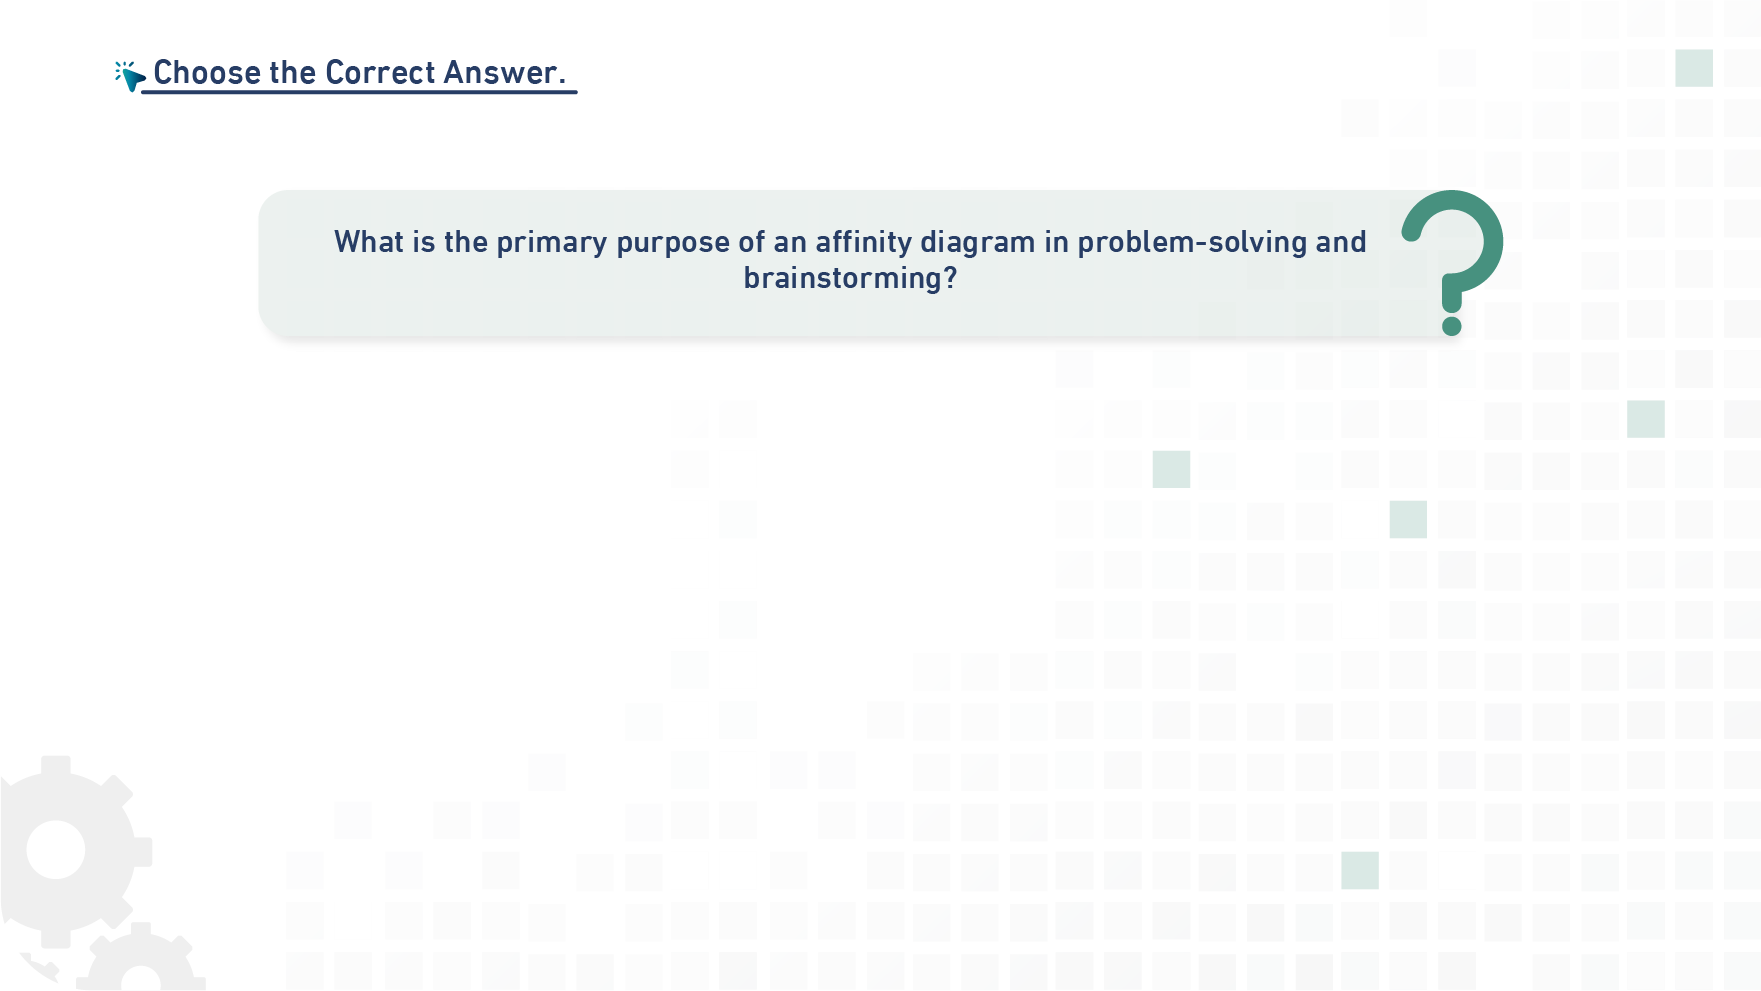 Choose the Correct Answer.
What is the primary purpose of an affinity diagram in problem-solving and
brainstorming?
?